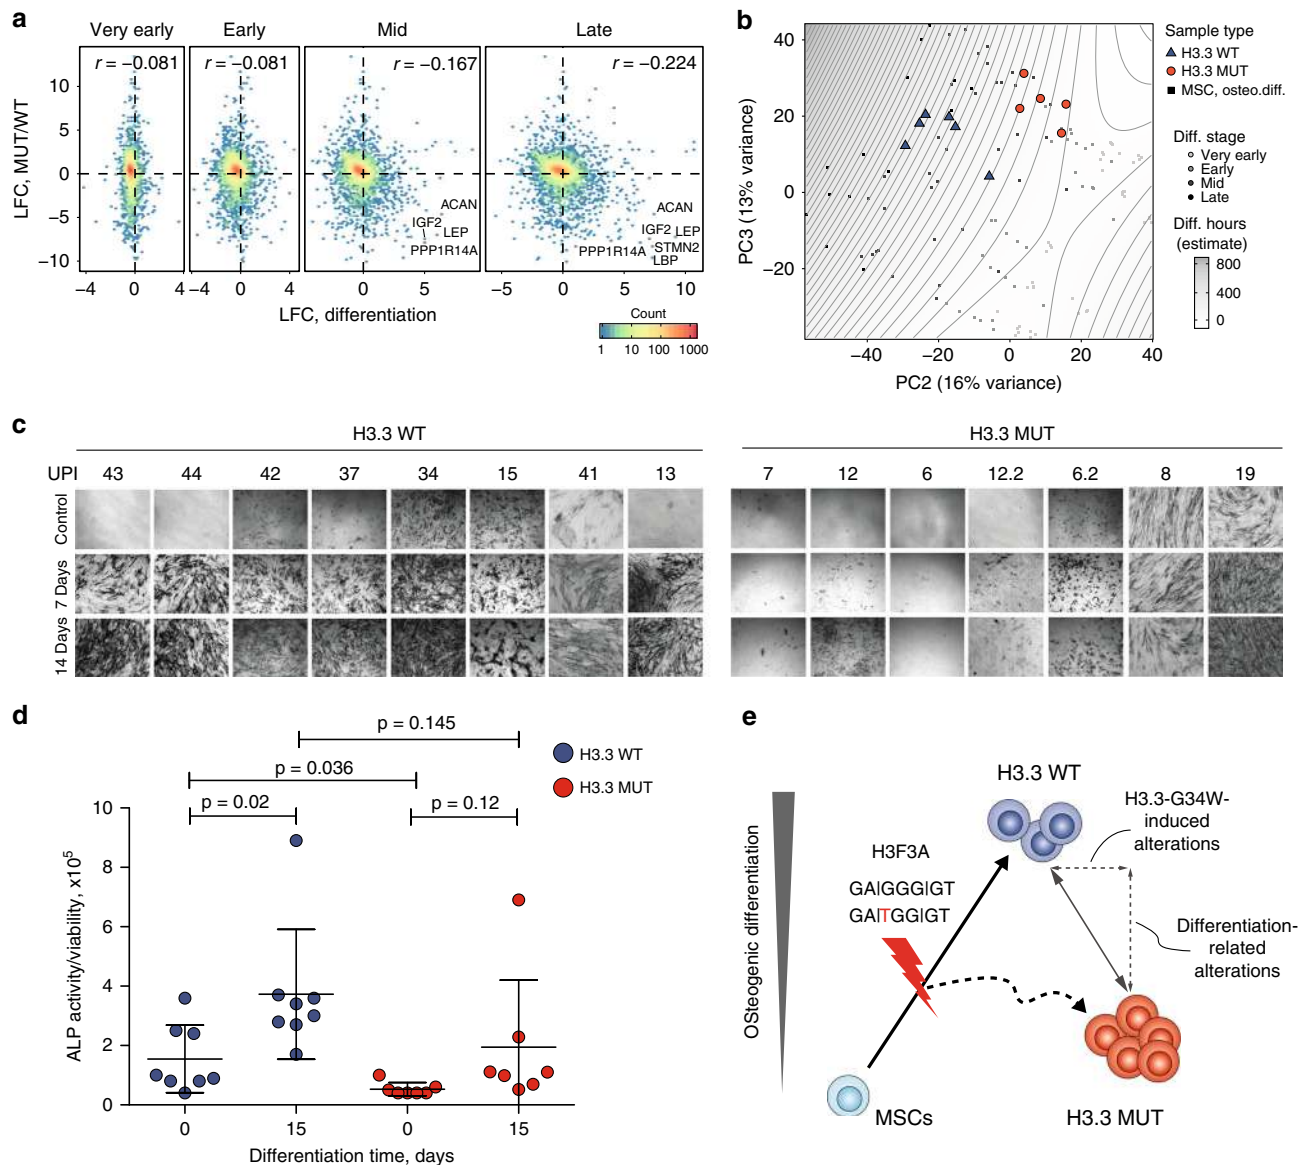 a
Very early
Early
Mid
Late
r = −0.081
r = −0.081
r = −0.167
r = −0.224
LFC, MUT/WT
10
5
0
−5
−10
ACAN
IGF2
LEP
PPP1R14A
ACAN
IGF2 LEP
STMN2
PPP1R14A
LBP
−4 0 4
−4 0 4
0 5
−5 0 5 10
LFC, differentiation
Count
1 10 100 1000
b
PC3 (13% variance)
40
20
0
−20
−40 −20 0 20 40
PC2 (16% variance)
Sample type
H3.3 WT
H3.3 MUT
MSC, osteo.diff.
Diff. stage
Very early
Early
Mid
Late
Diff. hours
(estimate)
800
400
0
c
H3.3 WT
H3.3 MUT
UPI 43 44 42 37 34 15 41 13
7 12 6 12.2 6.2 8 19
Control
7 Days
14 Days
d
p = 0.145
p = 0.036
p = 0.02
p = 0.12
H3.3 WT
H3.3 MUT
ALP activity/viability, x10⁵
10
8
6
4
2
0
0 15 0 15
Differentiation time, days
e
OSteogenic differentiation
H3.3 WT
H3.3-G34W-
induced
alterations
H3F3A
GA|GGG|GT
GA|TGG|GT
Differentiation-
related
alterations
MSCs
H3.3 MUT